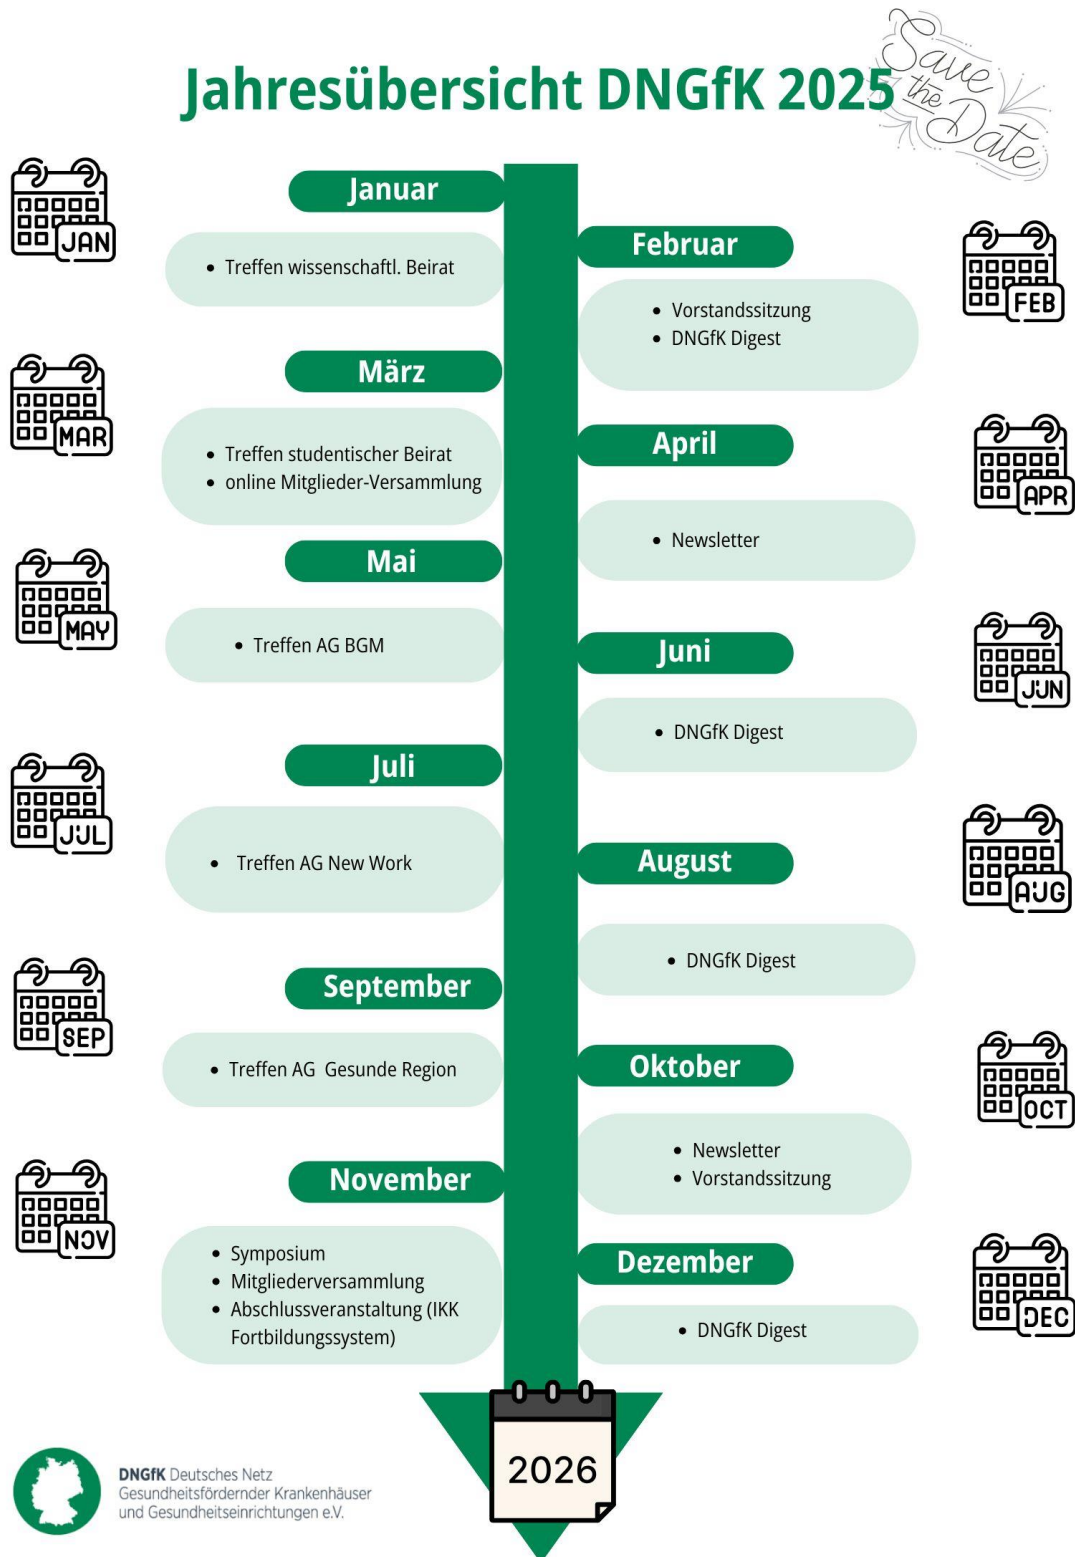 Jahresübersicht DNGfK 2025
Save
the
Date
JAN
Januar
Treffen wissenschaftl. Beirat
Februar
FEB
Vorstandssitzung
DNGfK Digest
MAR
März
Treffen studentischer Beirat
online Mitglieder-Versammlung
April
APR
Newsletter
MAY
Mai
Treffen AG BGM
Juni
JUN
DNGfK Digest
JUL
Juli
Treffen AG New Work
August
AUG
DNGfK Digest
SEP
September
Treffen AG Gesunde Region
Oktober
OCT
Newsletter
Vorstandssitzung
NOV
November
Symposium
Mitgliederversammlung
Abschlussveranstaltung (IKK
Fortbildungssystem)
Dezember
DEC
DNGfK Digest
2026
DNGfK Deutsches Netz
Gesundheitsfördernder Krankenhäuser
und Gesundheitseinrichtungen e.V.